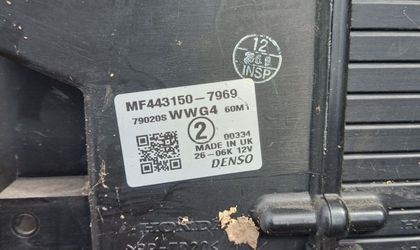 12
INSP
MF443150-7969
79020S WWG4 60M1
2
00334
MADE IN UK
26-06K 12V
DENSO